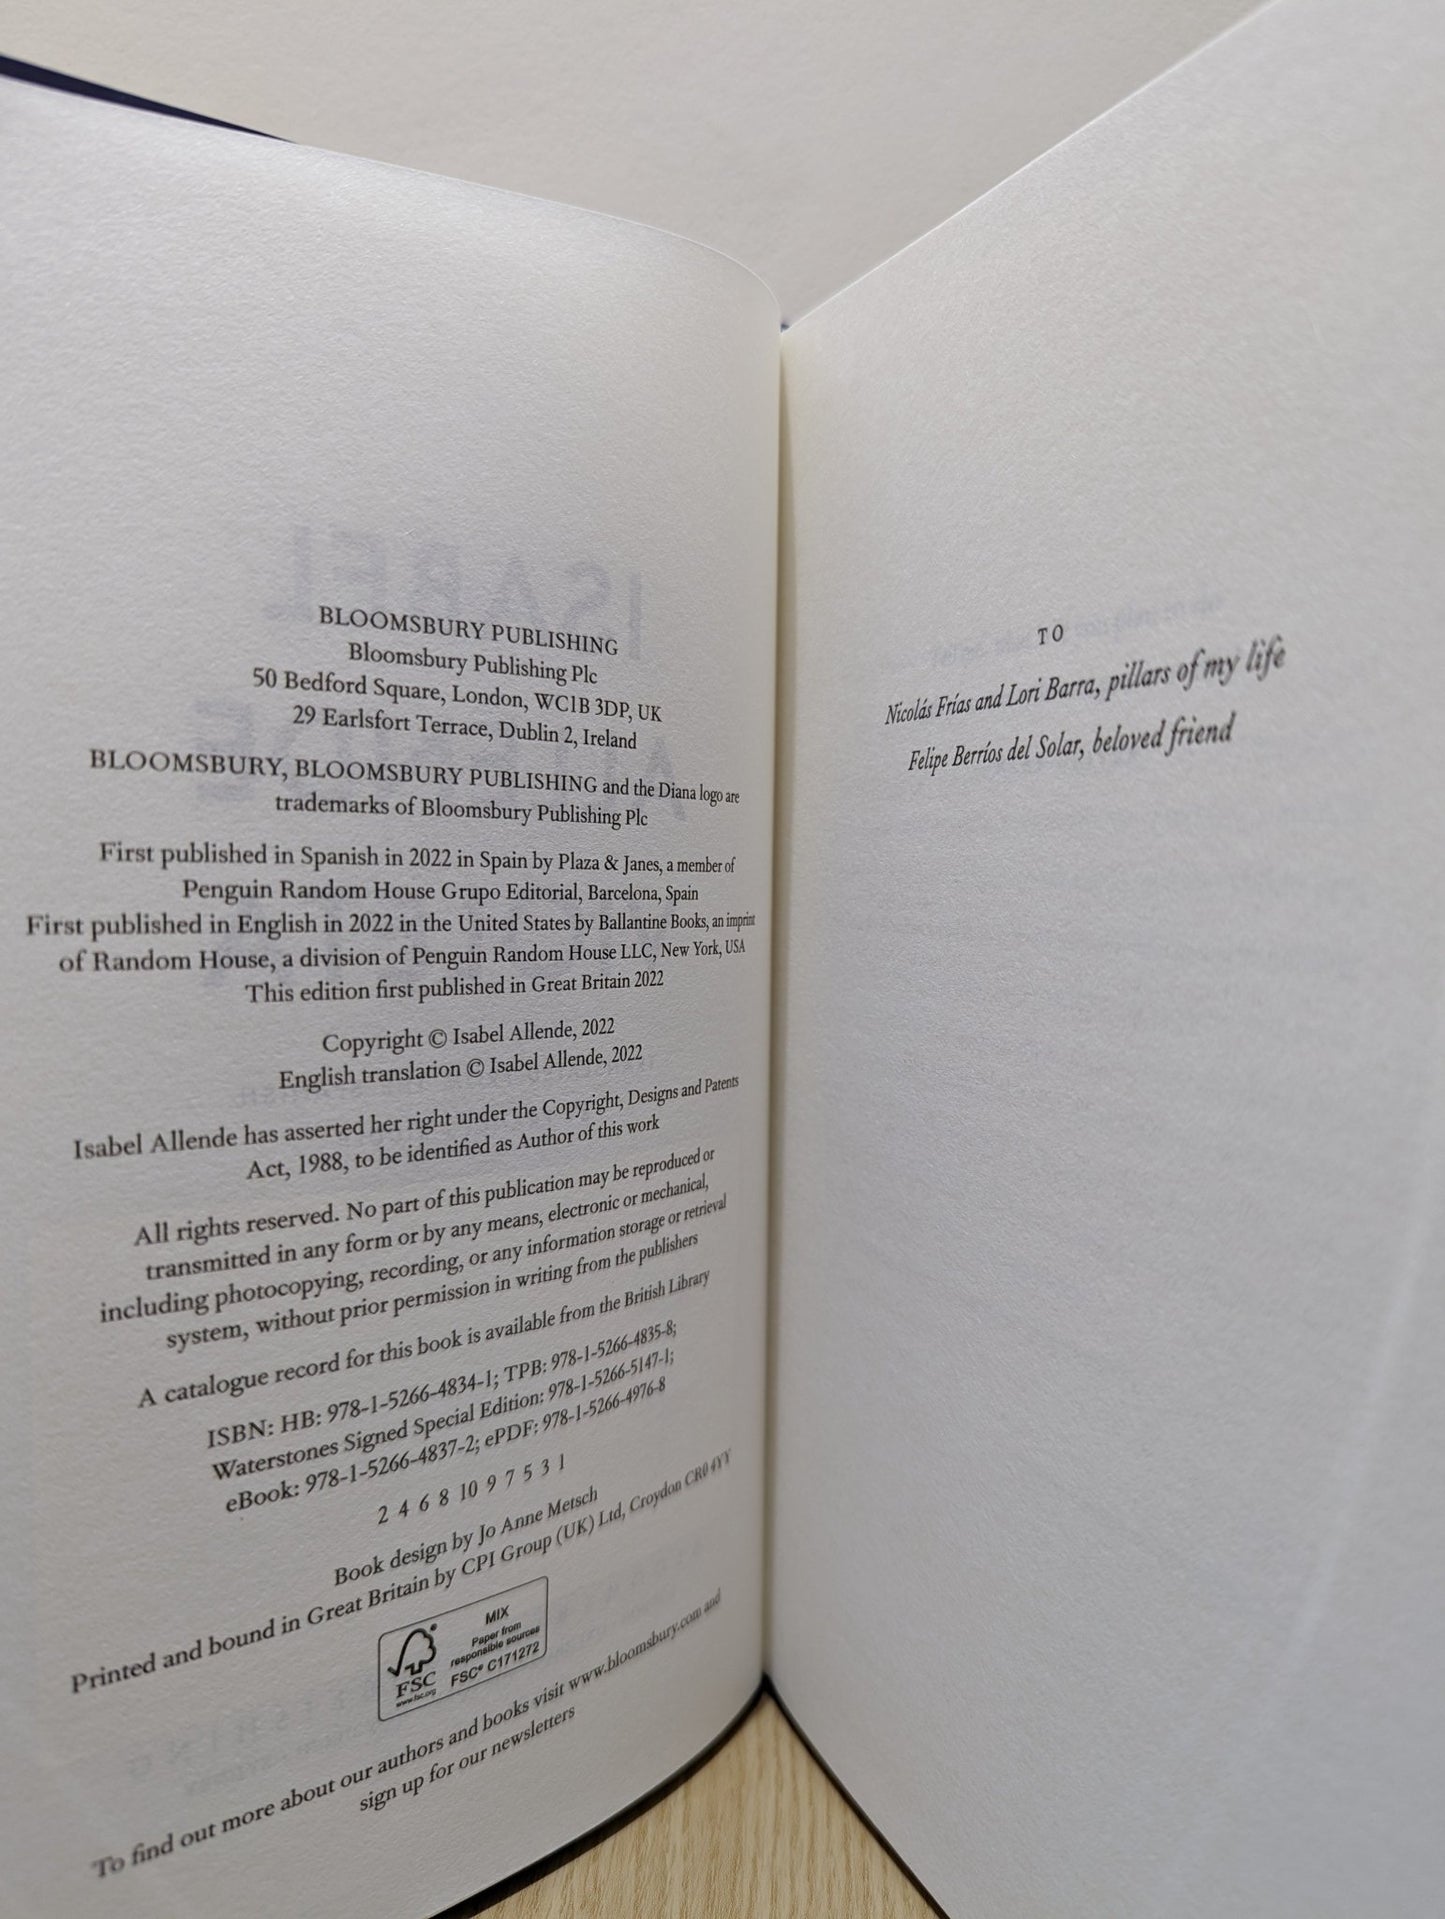 BLOOMSBURY PUBLISHING
Bloomsbury Publishing Plc
50 Bedford Square, London, WC1B 3DP, UK
29 Earlsfort Terrace, Dublin 2, Ireland
BLOOMSBURY, BLOOMSBURY PUBLISHING and the Diana logo are
trademarks of Bloomsbury Publishing Plc
First published in Spanish in 2022 in Spain by Plaza & Janes, a member of
Penguin Random House Grupo Editorial, Barcelona, Spain
First published in English in 2022 in the United States by Ballantine Books, an imprint
of Random House, a division of Penguin Random House LLC, New York, USA
This edition first published in Great Britain 2022
Copyright © Isabel Allende, 2022
English translation © Isabel Allende, 2022
Isabel Allende has asserted her right under the Copyright, Designs and Patents
Act, 1988, to be identified as Author of this work
All rights reserved. No part of this publication may be reproduced or
transmitted in any form or by any means, electronic or mechanical,
including photocopying, recording, or any information storage or retrieval
system, without prior permission in writing from the publishers
A catalogue record for this book is available from the British Library
ISBN: HB: 978-1-5266-4834-1; TPB: 978-1-5266-4835-8;
Waterstones Signed Special Edition: 978-1-5266-5147-1;
eBook: 978-1-5266-4837-2; ePDF: 978-1-5266-4976-8
2 4 6 8 10 9 7 5 3 1
Book design by Jo Anne Metsch
Printed and bound in Great Britain by CPI Group (UK) Ltd, Croydon CR0 4YY
FSC
www.fsc.org
MIX
Paper from
responsible sources
FSC® C171272
To find out more about our authors and books visit www.bloomsbury.com and
sign up for our newsletters
TO
Nicolás Frías and Lori Barra, pillars of my life
Felipe Berríos del Solar, beloved friend